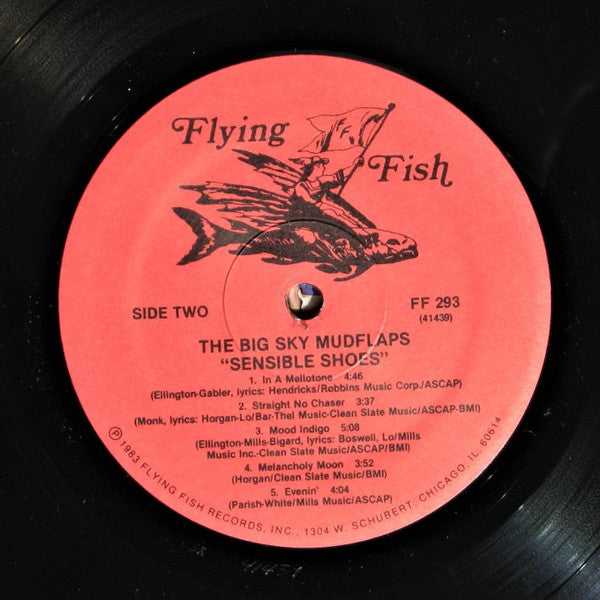 Flying Fish
SIDE TWO
FF 293
(41439)
THE BIG SKY MUDFLAPS
"SENSIBLE SHOES"
1. In A Mellotone 4:46
(Ellington-Gabler, lyrics: Hendricks/Robbins Music Corp./ASCAP)
2. Straight No Chaser 3:37
(Monk, lyrics: Horgan-Lo/Bar-Thel Music-Clean Slate Music/ASCAP-BMI)
3. Mood Indigo 5:08
(Ellington-Mills-Bigard, lyrics: Boswell, Lo/Mills
Music Inc.-Clean Slate Music/ASCAP/BMI)
4. Melancholy Moon 3:52
(Horgan/Clean Slate Music/BMI)
5. Evenin' 4:04
(Parish-White/Mills Music/ASCAP)
Ⓟ 1983 FLYING FISH RECORDS, INC., 1304 W. SCHUBERT, CHICAGO, IL. 60614